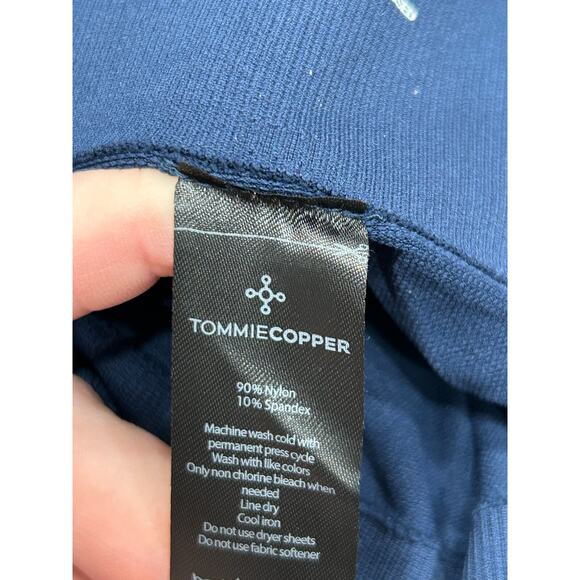 TOMMIECOPPER
90% Nylon
10% Spandex
Machine wash cold with
permanent press cycle
Wash with like colors
Only non chlorine bleach when
needed
Line dry
Cool iron
Do not use dryer sheets
Do not use fabric softener